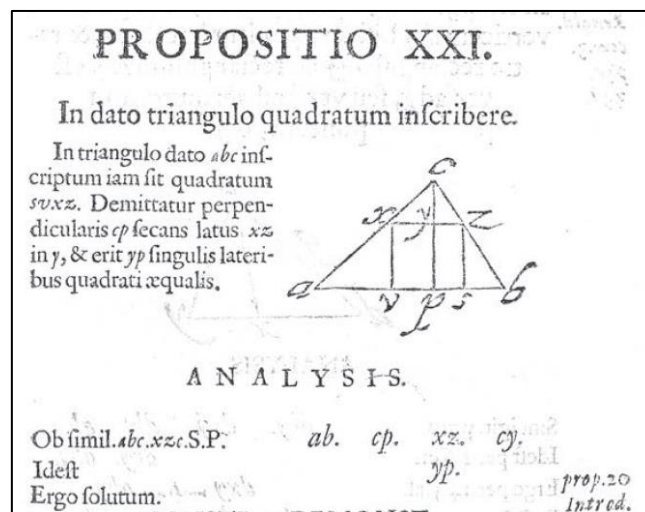 PROPOSITIO XXI.
In dato triangulo quadratum inſcribere.
In triangulo dato abc inſ-
criptum iam ſit quadratum
svxz. Demittatur perpen-
dicularis cp ſecans latus xz
in y, & erit yp ſingulis lateri-
bus quadrati æqualis.
c
x y z
a v p s b
ANALYSIS.
Ob ſimil. abc. xzc. S.P. ab. cp. xz. cy.
Ideſt yp.
Ergo ſolutum.
prop.20
Introd.